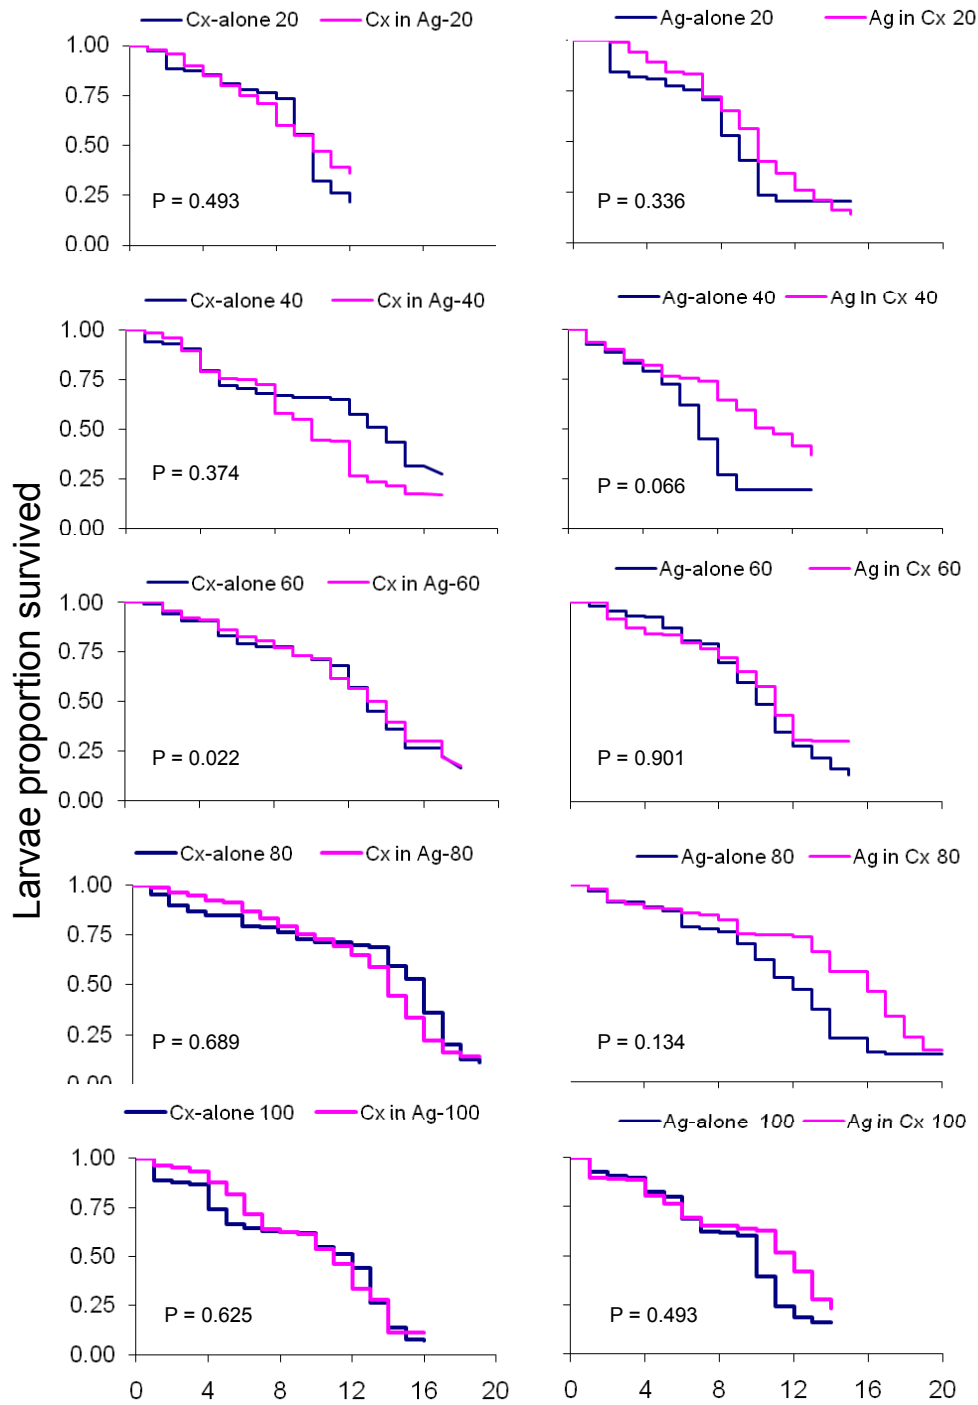 Cx-alone 20 Cx in Ag-20
1.00
0.75
0.50
0.25
0.00
P = 0.493
Ag-alone 20 Ag in Cx 20
P = 0.336
Cx-alone 40 Cx in Ag-40
1.00
0.75
0.50
0.25
0.00
P = 0.374
Ag-alone 40 Ag in Cx 40
P = 0.066
Larvae proportion survived
Cx-alone 60 Cx in Ag-60
1.00
0.75
0.50
0.25
0.00
P = 0.022
Ag-alone 60 Ag in Cx 60
P = 0.901
Cx-alone 80 Cx in Ag-80
1.00
0.75
0.50
0.25
0.00
P = 0.689
Ag-alone 80 Ag in Cx 80
P = 0.134
Cx-alone 100 Cx in Ag-100
1.00
0.75
0.50
0.25
0.00
P = 0.625
0 4 8 12 16 20
Ag-alone 100 Ag in Cx 100
P = 0.493
0 4 8 12 16 20